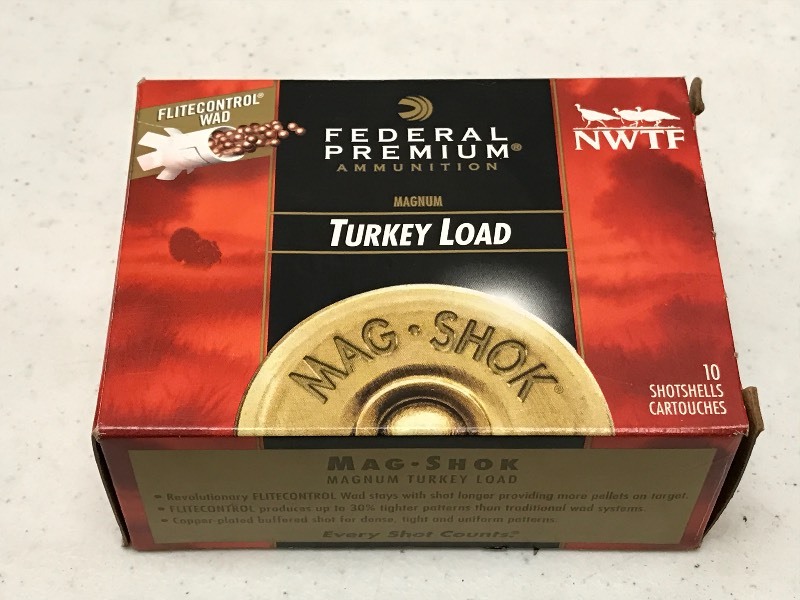 FLITECONTROL®
WAD
FEDERAL
PREMIUM®
AMMUNITION
NWTF
MAGNUM
TURKEY LOAD
MAG·SHOK®
10
SHOTSHELLS
CARTOUCHES
MAG·SHOK
MAGNUM TURKEY LOAD
• Revolutionary FLITECONTROL Wad stays with shot longer providing more pellets on target.
• FLITECONTROL produces up to 30% tighter patterns than traditional wad systems.
• Copper-plated buffered shot for dense, tight and uniform patterns.
Every Shot Counts.®